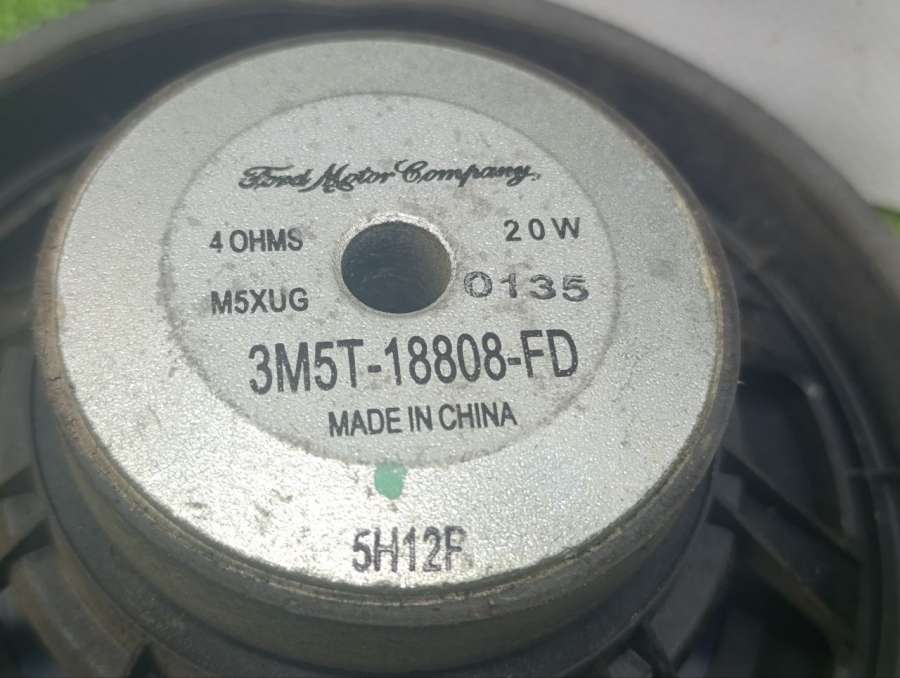 Ford Motor Company.
4 OHMS 20W
M5XUG 0135
3M5T-18808-FD
MADE IN CHINA
5H12F